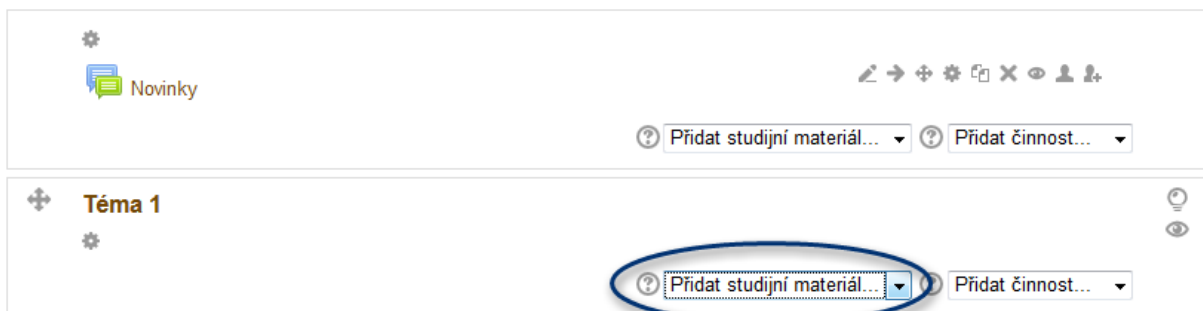 Novinky
Přidat studijní materiál... Přidat činnost...
Téma 1
Přidat studijní materiál... Přidat činnost...